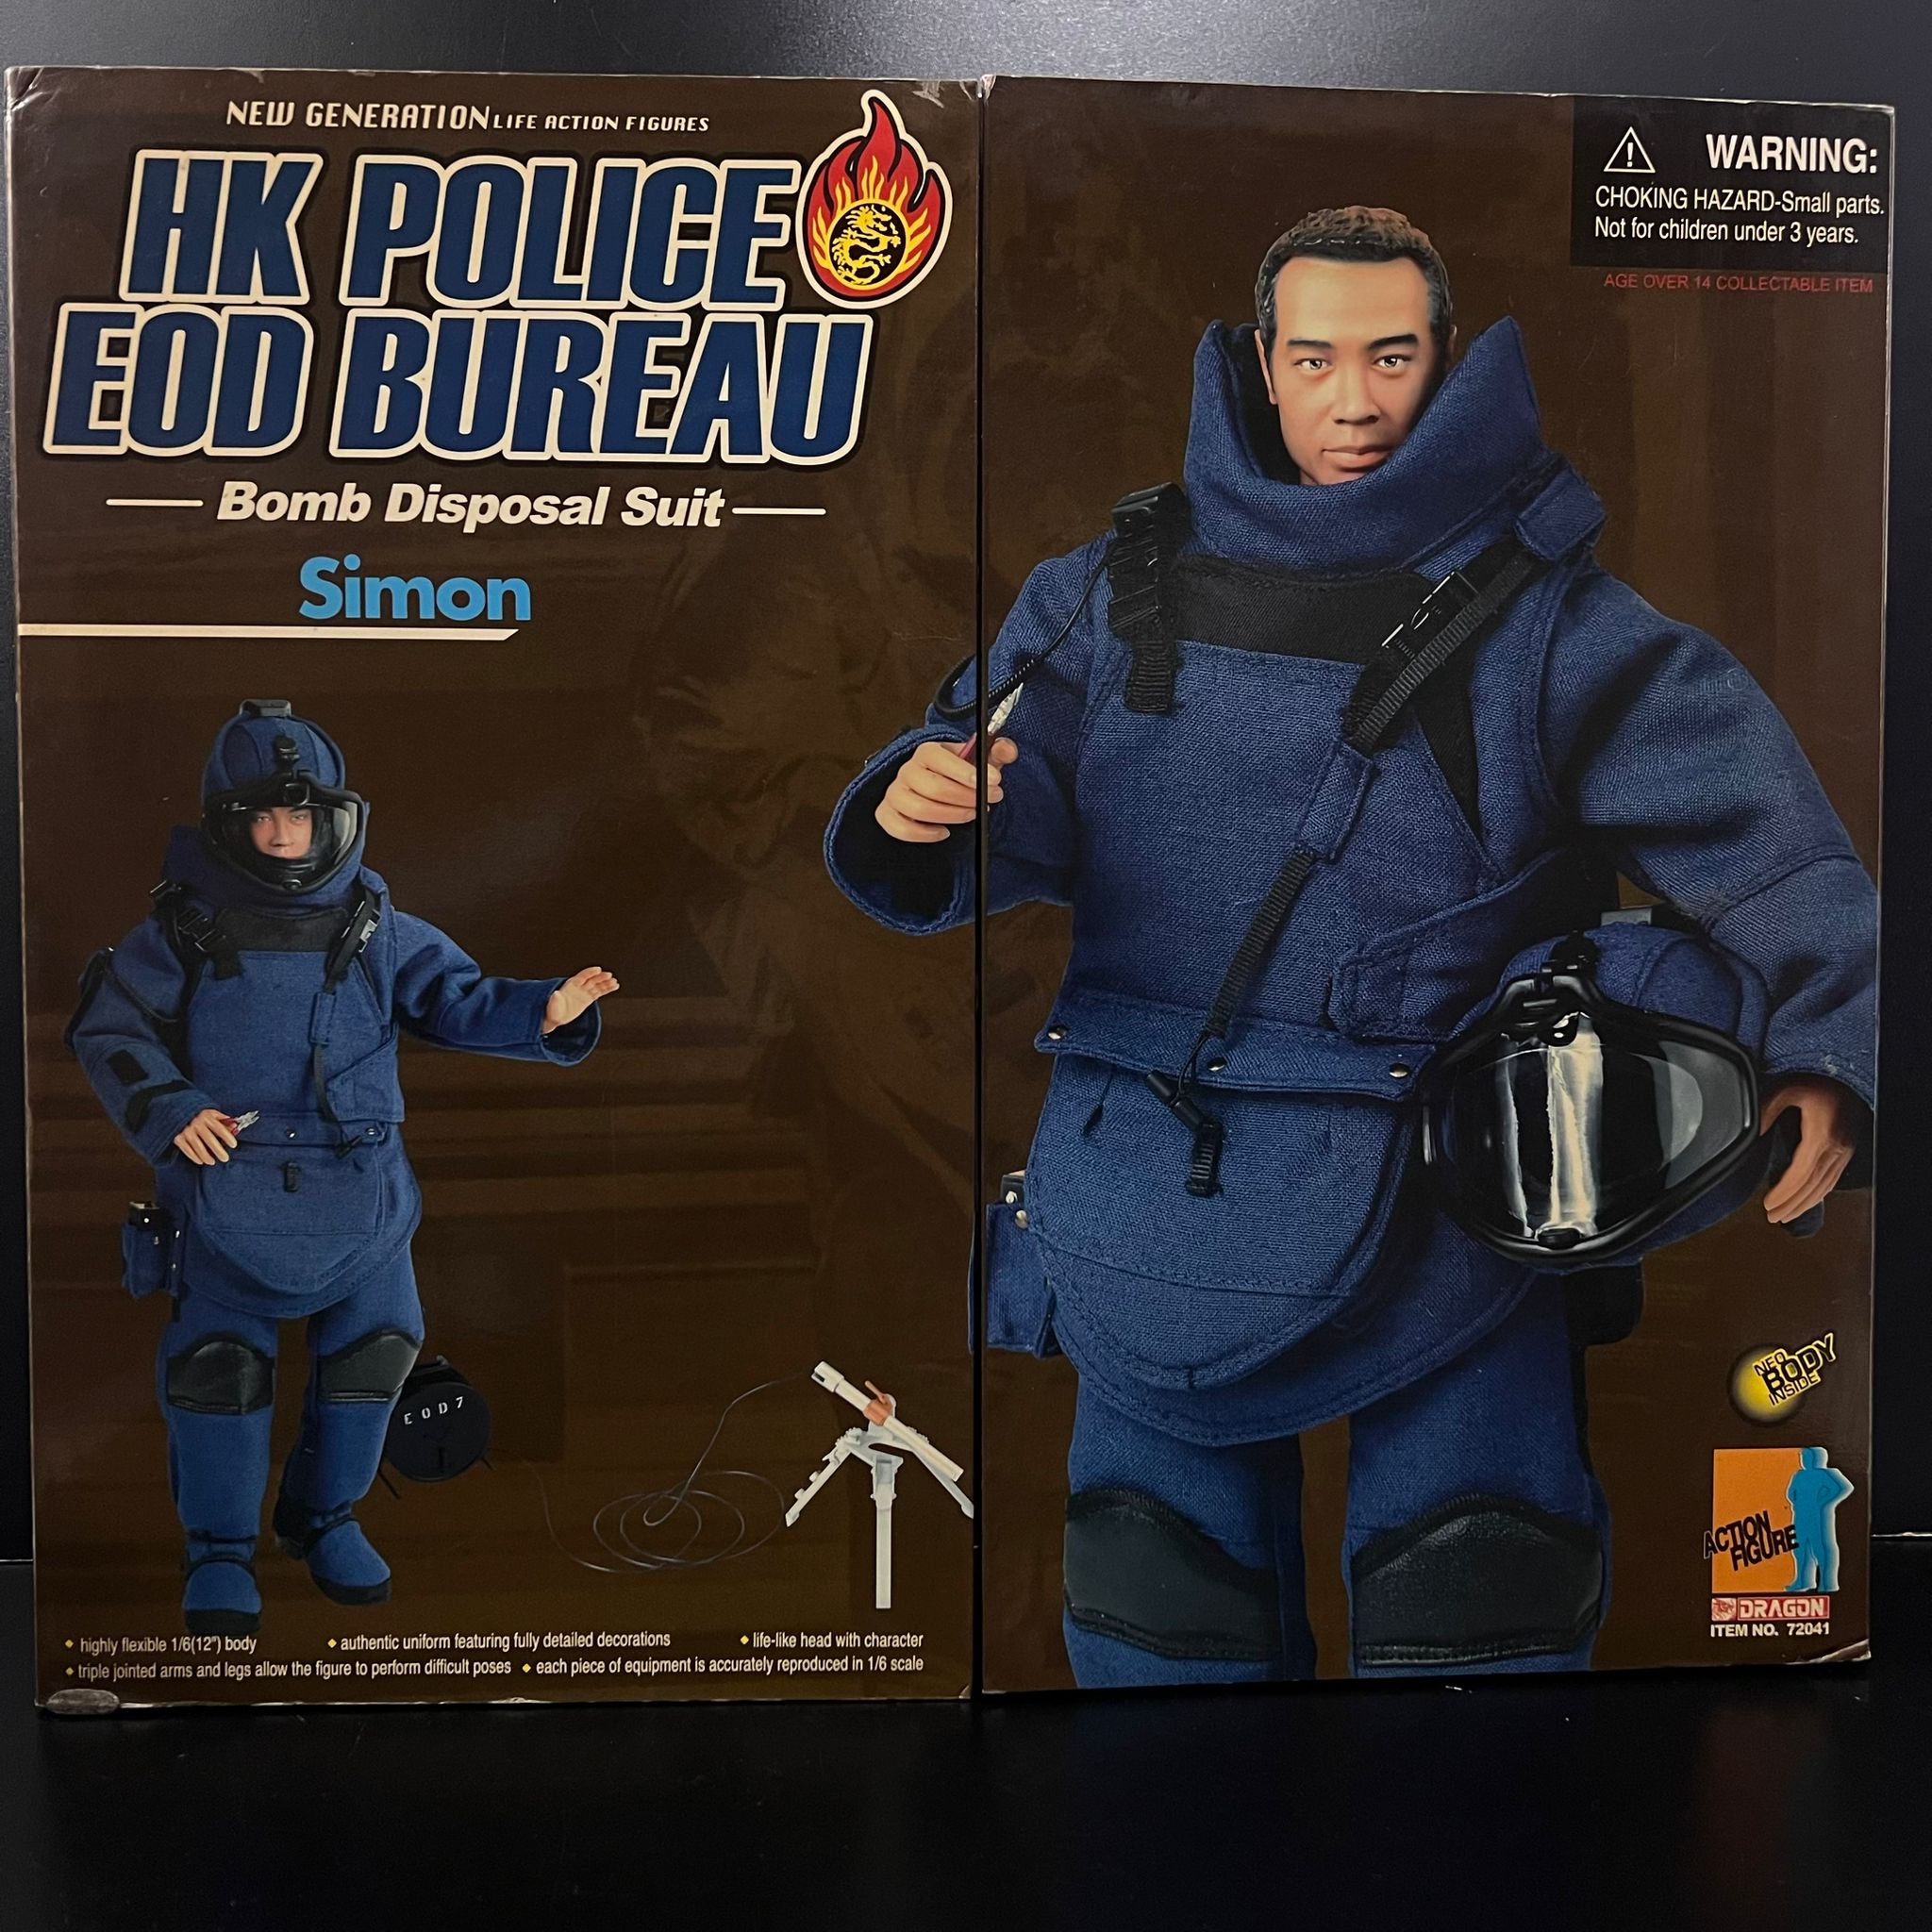 NEW GENERATION LIFE ACTION FIGURES
HK POLICE
EOD BUREAU
Bomb Disposal Suit
Simon
EOD7
highly flexible 1/6(12") body
authentic uniform featuring fully detailed decorations
life-like head with character
triple jointed arms and legs allow the figure to perform difficult poses
each piece of equipment is accurately reproduced in 1/6 scale
WARNING:
CHOKING HAZARD-Small parts.
Not for children under 3 years.
AGE OVER 14 COLLECTABLE ITEM
NEO
BODY
INSIDE
ACTION
FIGURE
DRAGON
ITEM NO. 72041